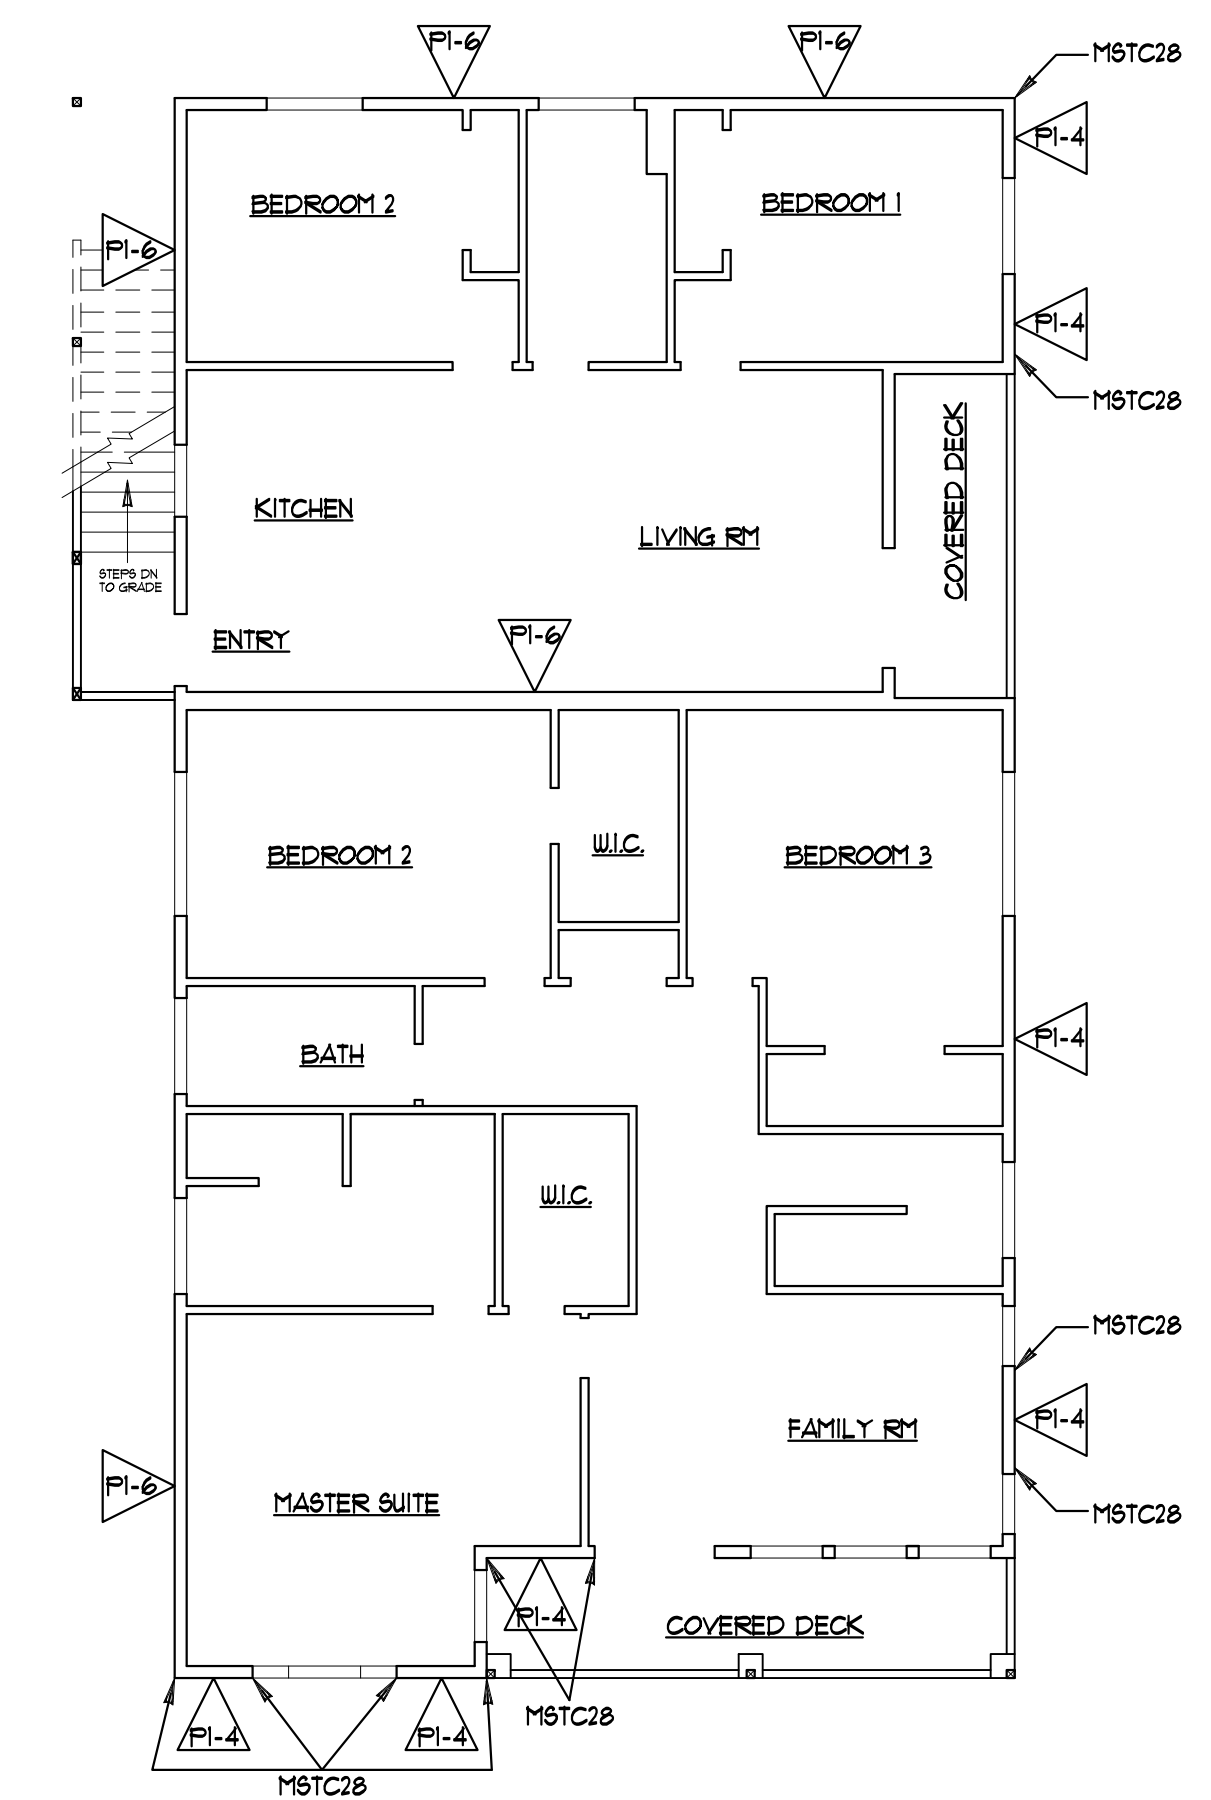 P1-6
P1-6
MSTC28
P1-4
BEDROOM 2
BEDROOM 1
P1-6
P1-4
MSTC28
COVERED DECK
KITCHEN
LIVING RM
STEPS DN
TO GRADE
ENTRY
P1-6
BEDROOM 2
W.I.C.
BEDROOM 3
BATH
P1-4
W.I.C.
MSTC28
P1-4
FAMILY RM
P1-6
MASTER SUITE
MSTC28
P1-4
COVERED DECK
MSTC28
P1-4
P1-4
MSTC28